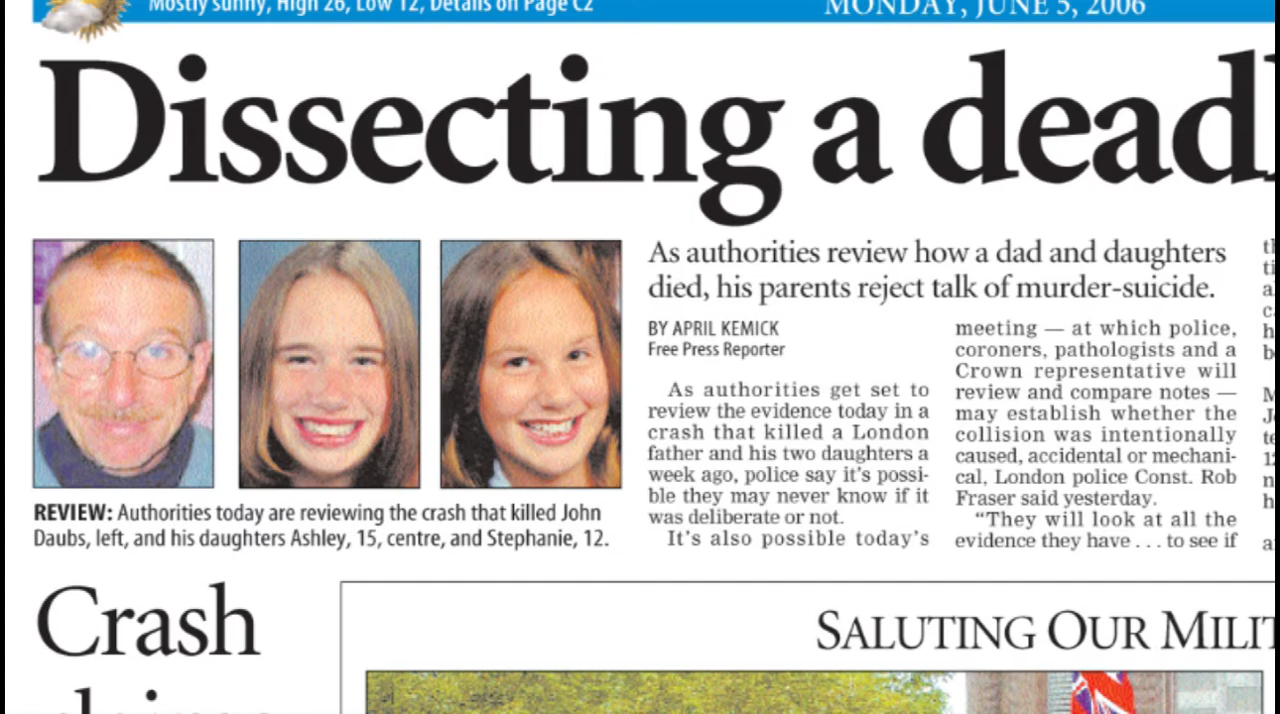 Mostly sunny, High 26, Low 12, Details on Page C2
MONDAY, JUNE 5, 2006
Dissecting a dead
As authorities review how a dad and daughters
died, his parents reject talk of murder-suicide.
BY APRIL KEMICK
Free Press Reporter
As authorities get set to
review the evidence today in a
crash that killed a London
father and his two daughters a
week ago, police say it's possi-
ble they may never know if it
was deliberate or not.
It's also possible today's
meeting — at which police,
coroners, pathologists and a
Crown representative will
review and compare notes —
may establish whether the
collision was intentionally
caused, accidental or mechani-
cal, London police Const. Rob
Fraser said yesterday.
"They will look at all the
evidence they have . . . to see if
REVIEW: Authorities today are reviewing the crash that killed John
Daubs, left, and his daughters Ashley, 15, centre, and Stephanie, 12.
Crash
SALUTING OUR MILIT